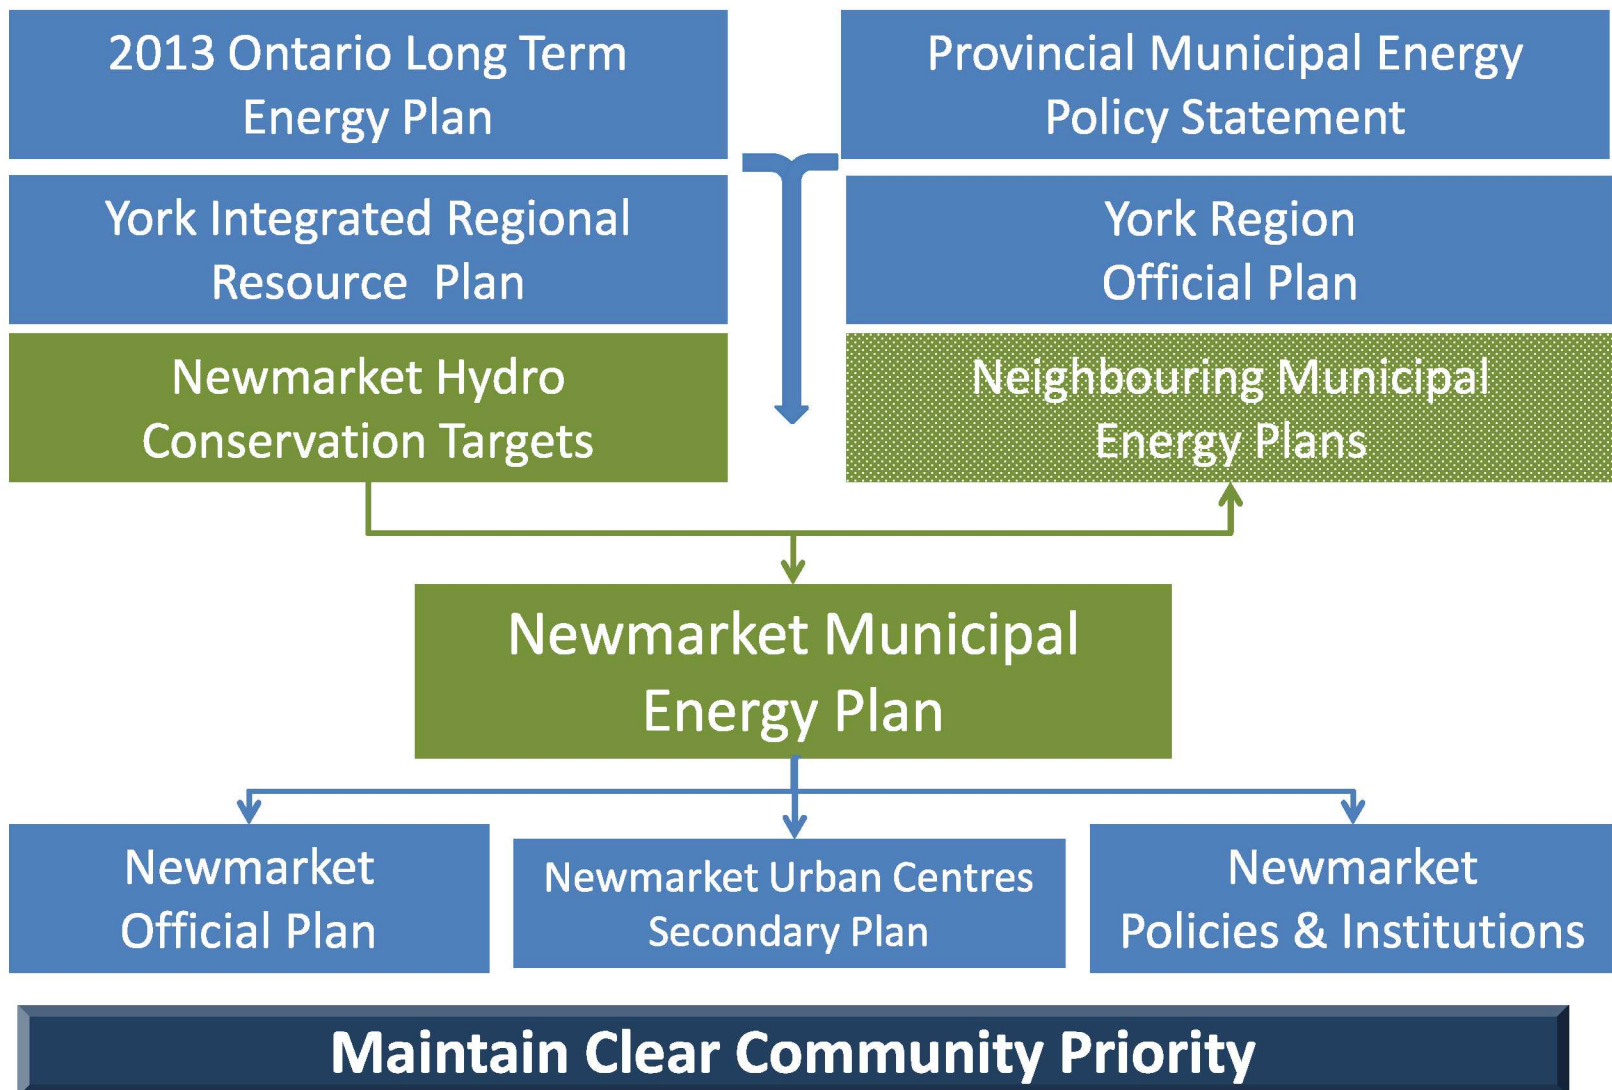 2013 Ontario Long Term
Energy Plan
Provincial Municipal Energy
Policy Statement
York Integrated Regional
Resource Plan
York Region
Official Plan
Newmarket Hydro
Conservation Targets
Neighbouring Municipal
Energy Plans
Newmarket Municipal
Energy Plan
Newmarket
Official Plan
Newmarket Urban Centres
Secondary Plan
Newmarket
Policies & Institutions
Maintain Clear Community Priority